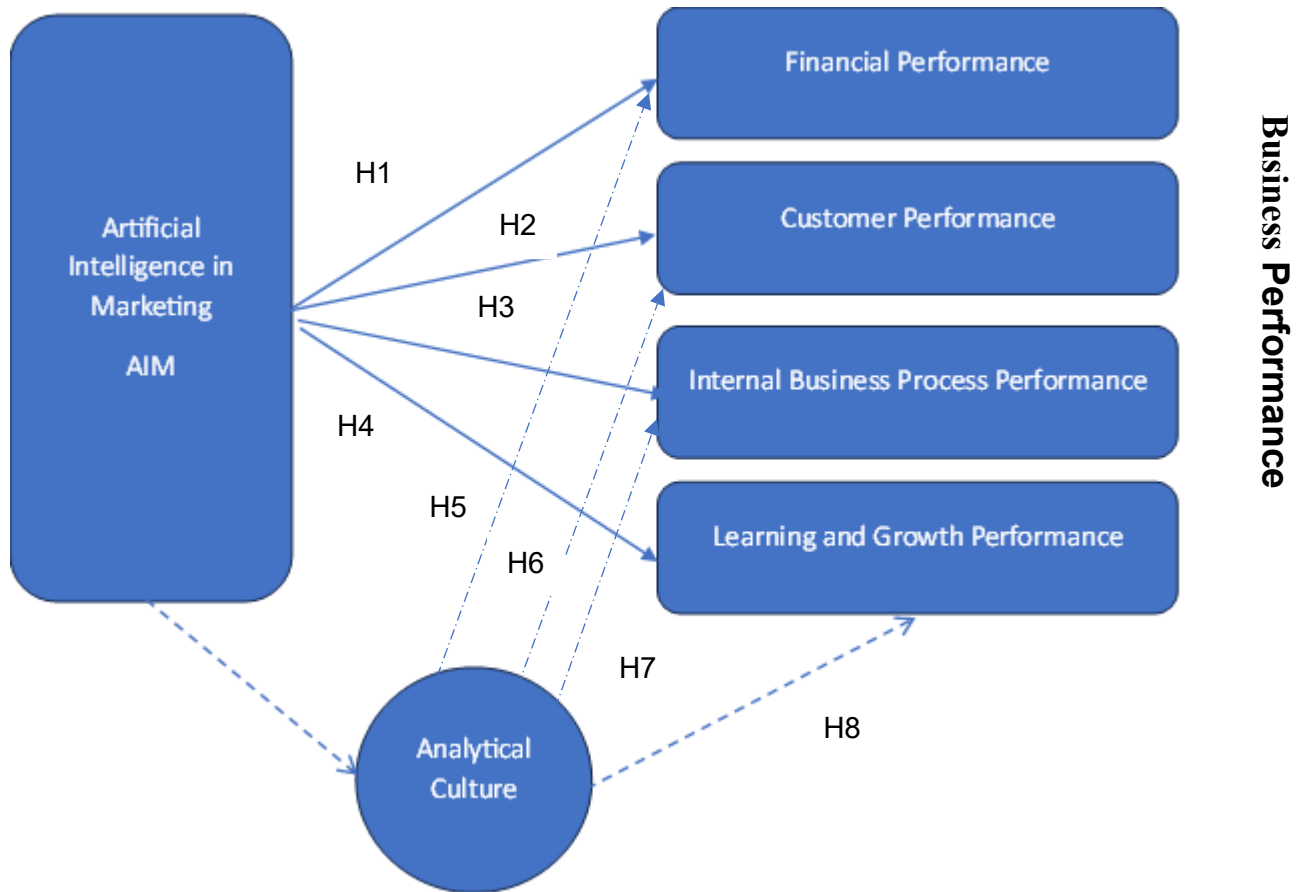 Financial Performance
H1
Customer Performance
H2
Artificial
Intelligence in
Marketing
AIM
H3
Internal Business Process Performance
H4
H5
Learning and Growth Performance
H6
H7
H8
Analytical
Culture
Business Performance